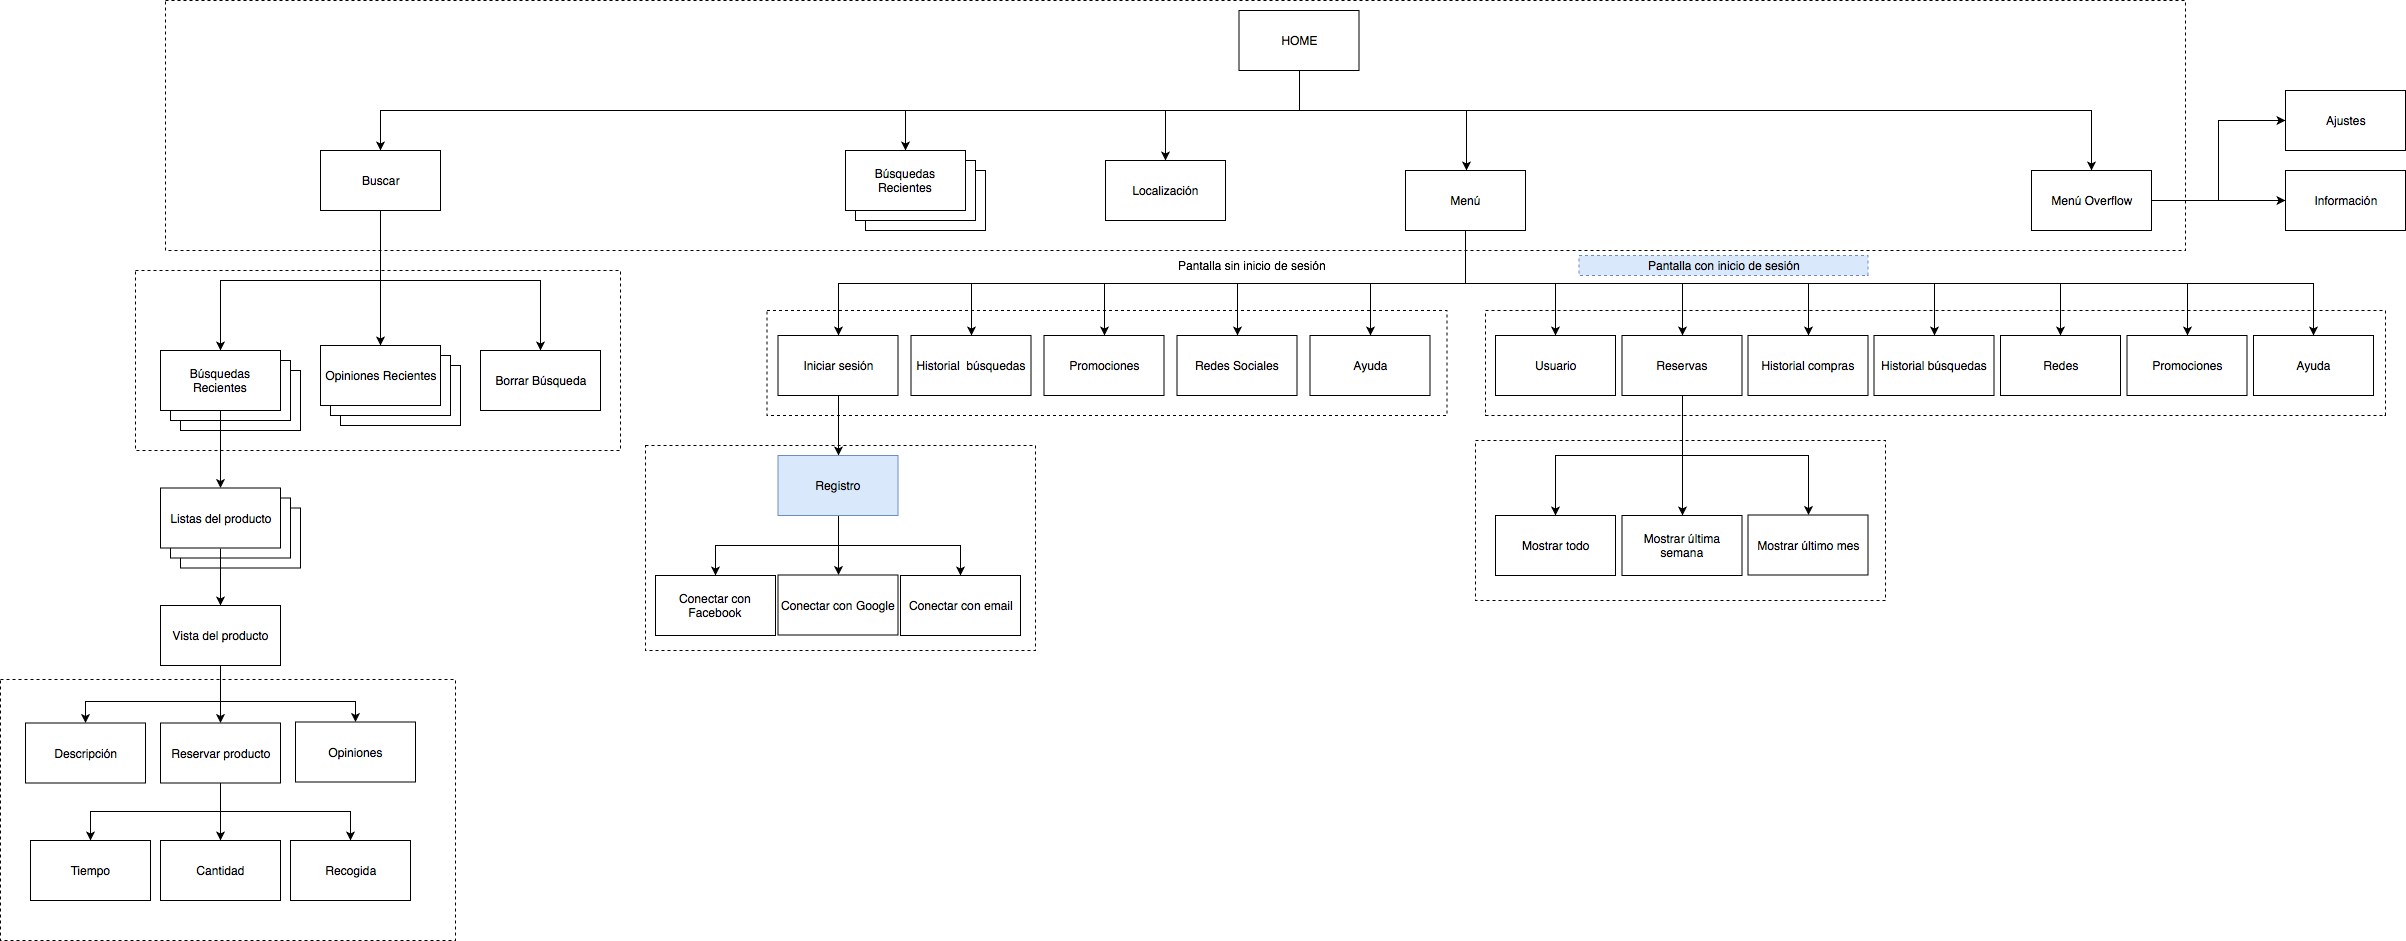 HOME
Ajustes
Buscar
Búsquedas
Recientes
Localización
Menú
Menú Overflow
Información
Pantalla sin inicio de sesión
Pantalla con inicio de sesión
Búsquedas
Recientes
Opiniones Recientes
Borrar Búsqueda
Iniciar sesión
Historial  búsquedas
Promociones
Redes Sociales
Ayuda
Usuario
Reservas
Historial compras
Historial búsquedas
Redes
Promociones
Ayuda
Registro
Listas del producto
Mostrar todo
Mostrar última
semana
Mostrar último mes
Conectar con
Facebook
Conectar con Google
Conectar con email
Vista del producto
Descripción
Reservar producto
Opiniones
Tiempo
Cantidad
Recogida